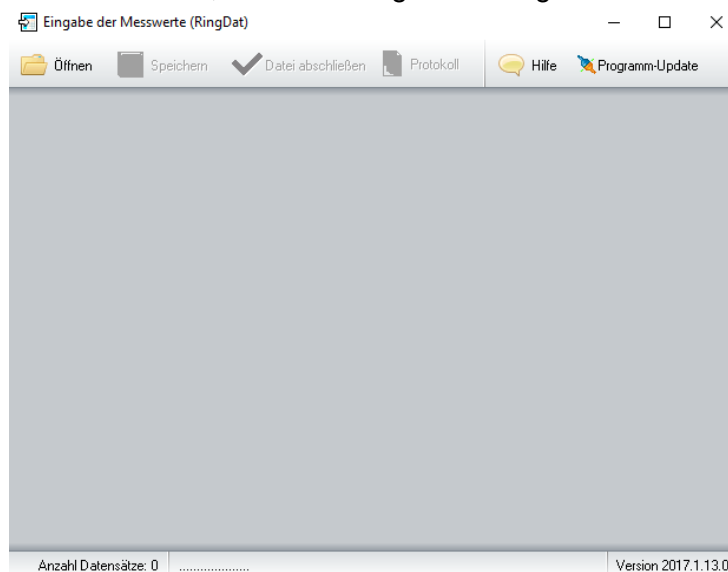 Eingabe der Messwerte (RingDat)
Öffnen Speichern Datei abschließen Protokoll Hilfe Programm-Update
Anzahl Datensätze: 0 ................... Version 2017.1.13.0